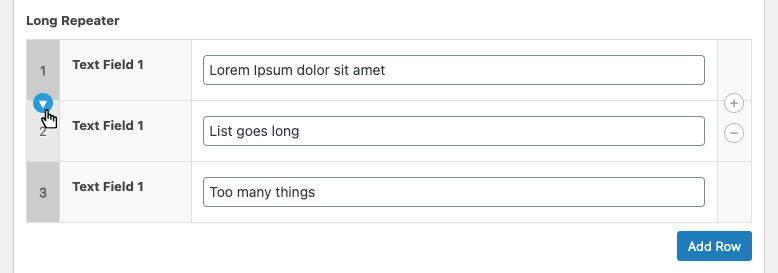 Long Repeater
1 Text Field 1 Lorem Ipsum dolor sit amet
2 Text Field 1 List goes long
3 Text Field 1 Too many things
Add Row